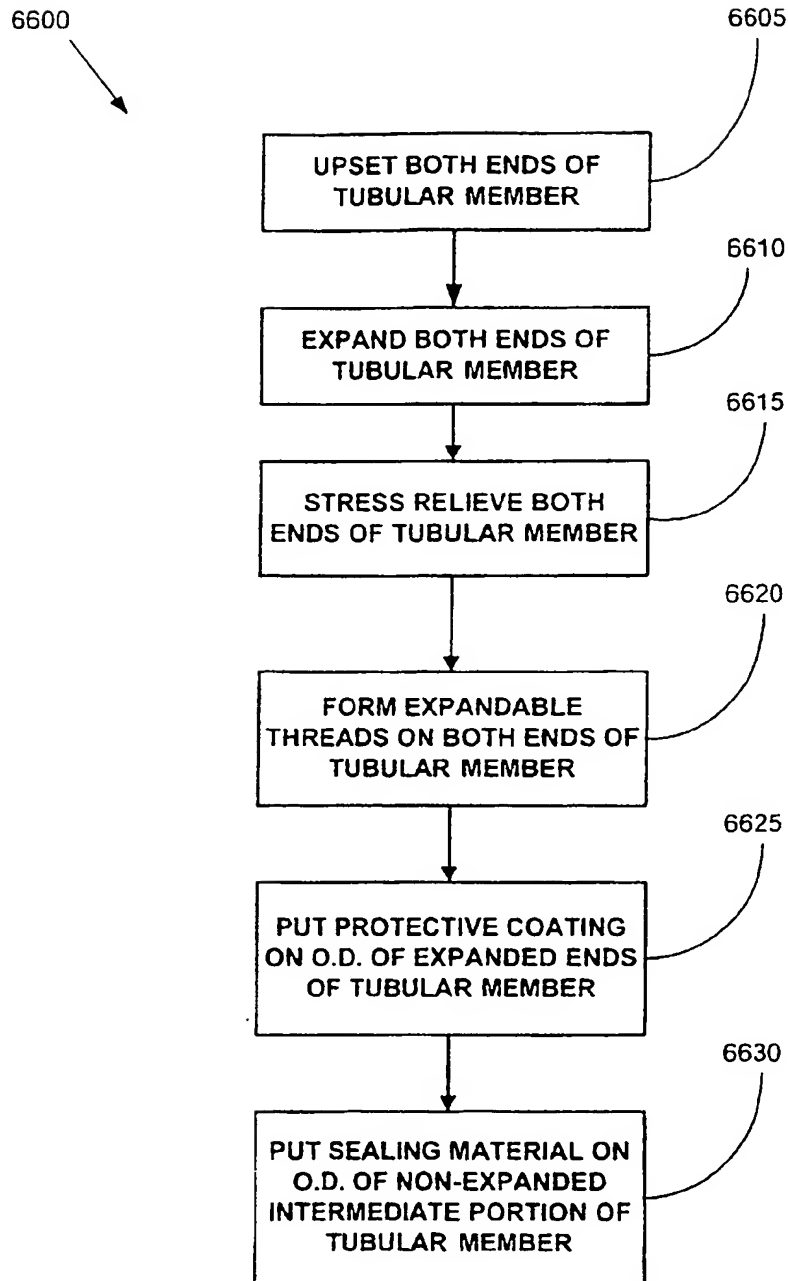 6600
6605
UPSET BOTH ENDS OF
TUBULAR MEMBER
6610
EXPAND BOTH ENDS OF
TUBULAR MEMBER
6615
STRESS RELIEVE BOTH
ENDS OF TUBULAR MEMBER
6620
FORM EXPANDABLE
THREADS ON BOTH ENDS OF
TUBULAR MEMBER
6625
PUT PROTECTIVE COATING
ON O.D. OF EXPANDED ENDS
OF TUBULAR MEMBER
6630
PUT SEALING MATERIAL ON
O.D. OF NON-EXPANDED
INTERMEDIATE PORTION OF
TUBULAR MEMBER